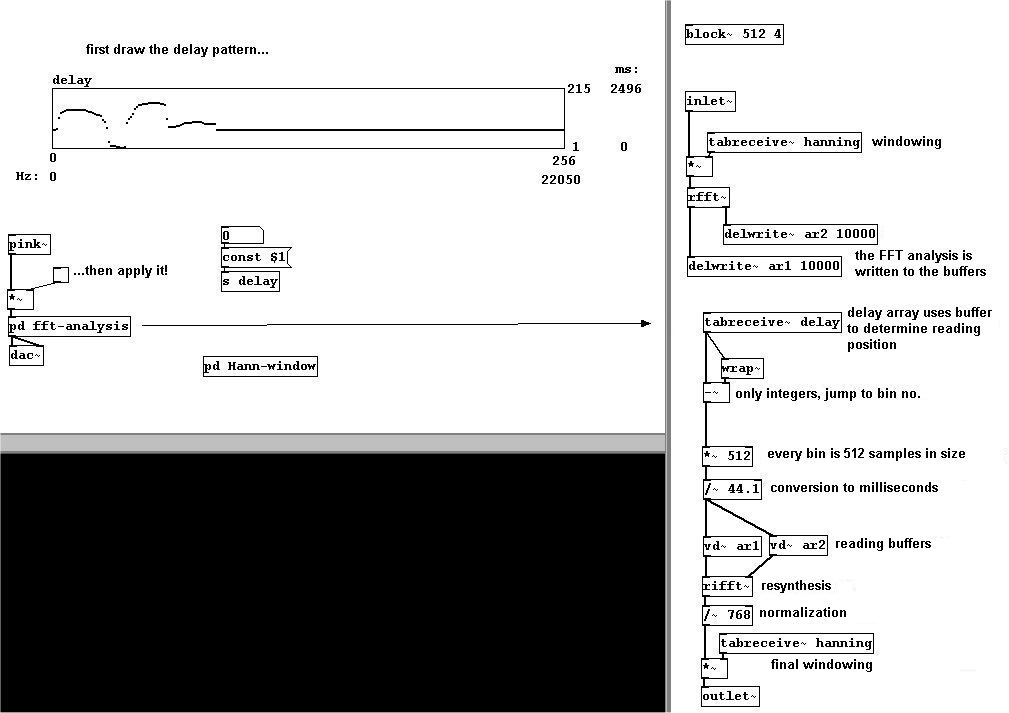 first draw the delay pattern...
delay
ms:
215
2496
1
0
0
256
Hz: 0
22050
pink~
...then apply it!
*~
pd fft-analysis
dac~
0
const $1
s delay
pd Hann-window
block~ 512 4
inlet~
tabreceive~ hanning
windowing
*~
rfft~
delwrite~ ar2 10000
delwrite~ ar1 10000
the FFT analysis is
written to the buffers
tabreceive~ delay
delay array uses buffer
to determine reading
position
wrap~
-~
only integers, jump to bin no.
*~ 512
every bin is 512 samples in size
/~ 44.1
conversion to milliseconds
vd~ ar1
vd~ ar2
reading buffers
rifft~
resynthesis
/~ 768
normalization
tabreceive~ hanning
*~
final windowing
outlet~